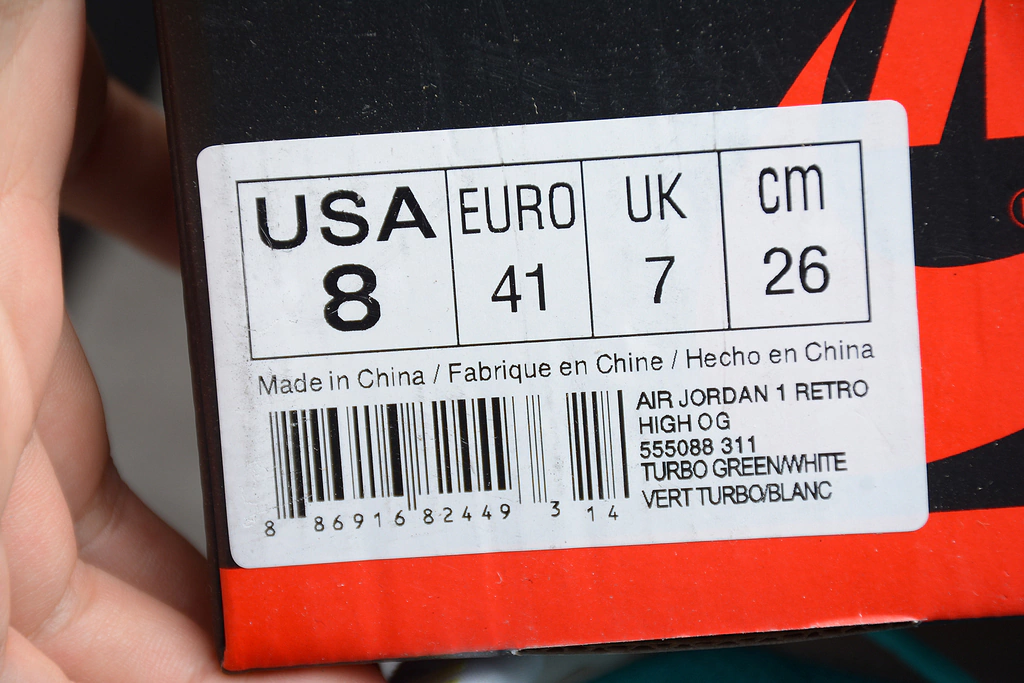 USA EURO UK cm
8 41 7 26
Made in China / Fabrique en Chine / Hecho en China
AIR JORDAN 1 RETRO
HIGH OG
555088 311
TURBO GREEN/WHITE
VERT TURBO/BLANC
8 86916 82449 3 14